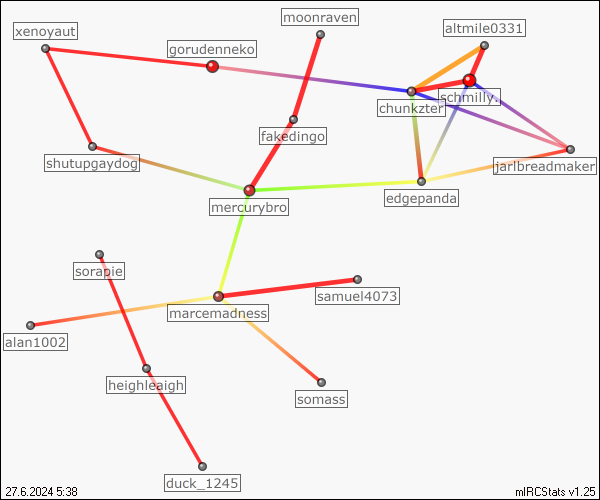 moonraven
xenoyaut
altmile0331
gorudenneko
schmilly.
chunkzter
fakedingo
shutupgaydog
jarlbreadmaker
edgepanda
mercurybro
sorapie
samuel4073
marcemadness
alan1002
heighleaigh
somass
duck_1245
27.6.2024 5:38
mIRCStats v1.25